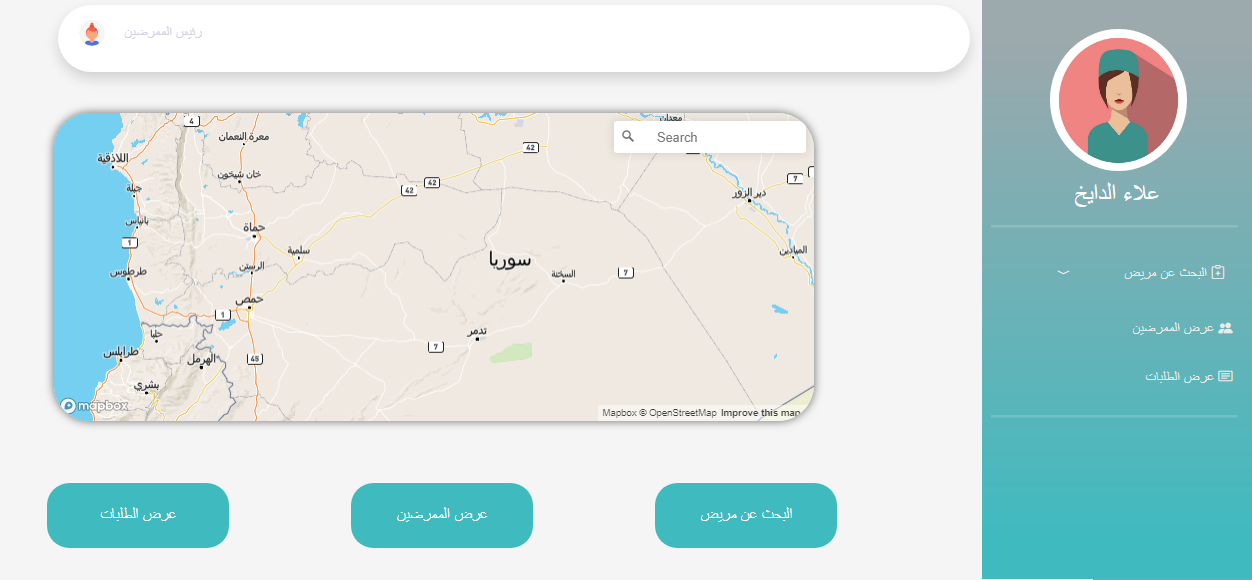 رئيس الممرضين
علاء الدايخ
البحث عن مريض
عرض الممرضين
عرض الطلبات
Search
معدان
4
معرة النعمان
اللاذقية
42
خان شيخون
7
42
42
جبلة
دير الزور
بانياس
حماة
1
سلمية
الميادين
سوريا
الرستن
طرطوس
السخنة
7
حمص
1
تدمر
حلبا
7
طرابلس
الهرمل
45
بشري
mapbox
Mapbox © OpenStreetMap Improve this map
البحث عن مريض
عرض الممرضين
عرض الطلبات